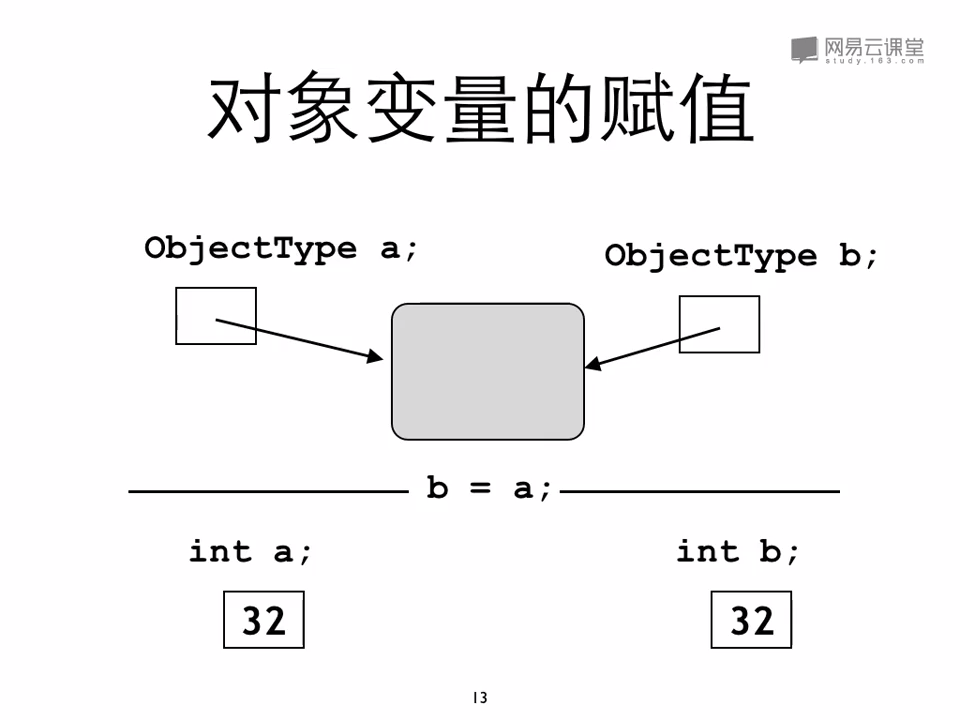 网易云课堂
study.163.com
对象变量的赋值
ObjectType a;
ObjectType b;
b = a;
int a;
int b;
32
32
13